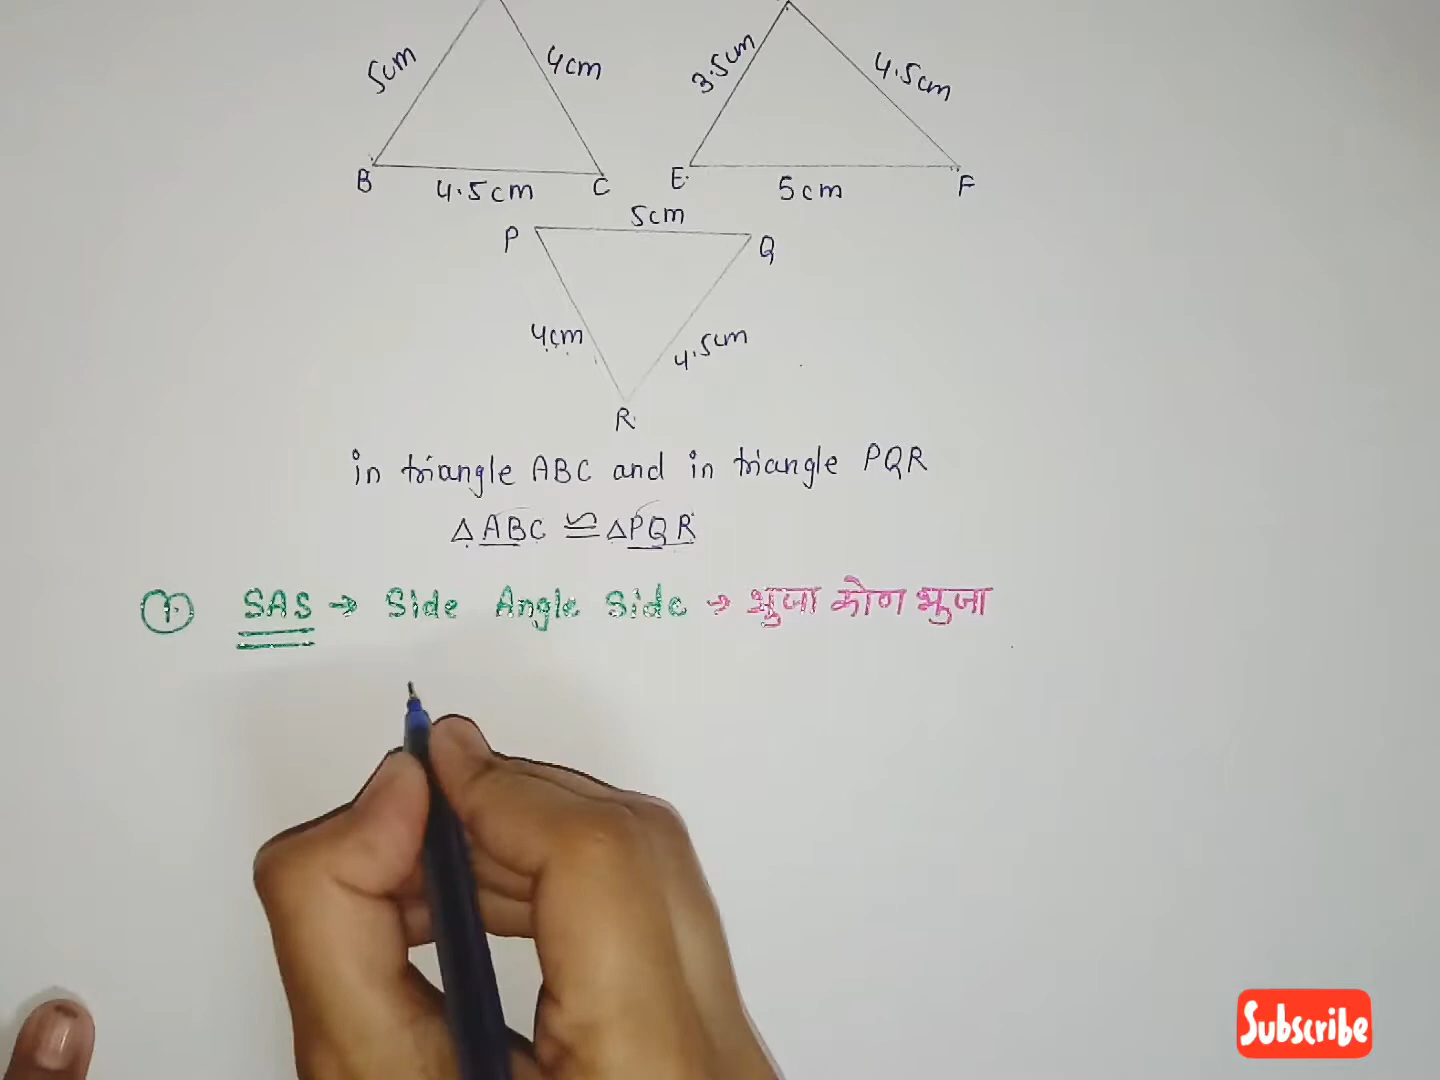 5cm 4cm 3.5cm 4.5cm
B 4.5cm C E 5cm F
5cm
P Q
4cm 4.5cm
R
in triangle ABC and in triangle PQR
△ABC ≌ △PQR
1. SAS → Side Angle Side → भुजा कोण भुजा
Subscribe